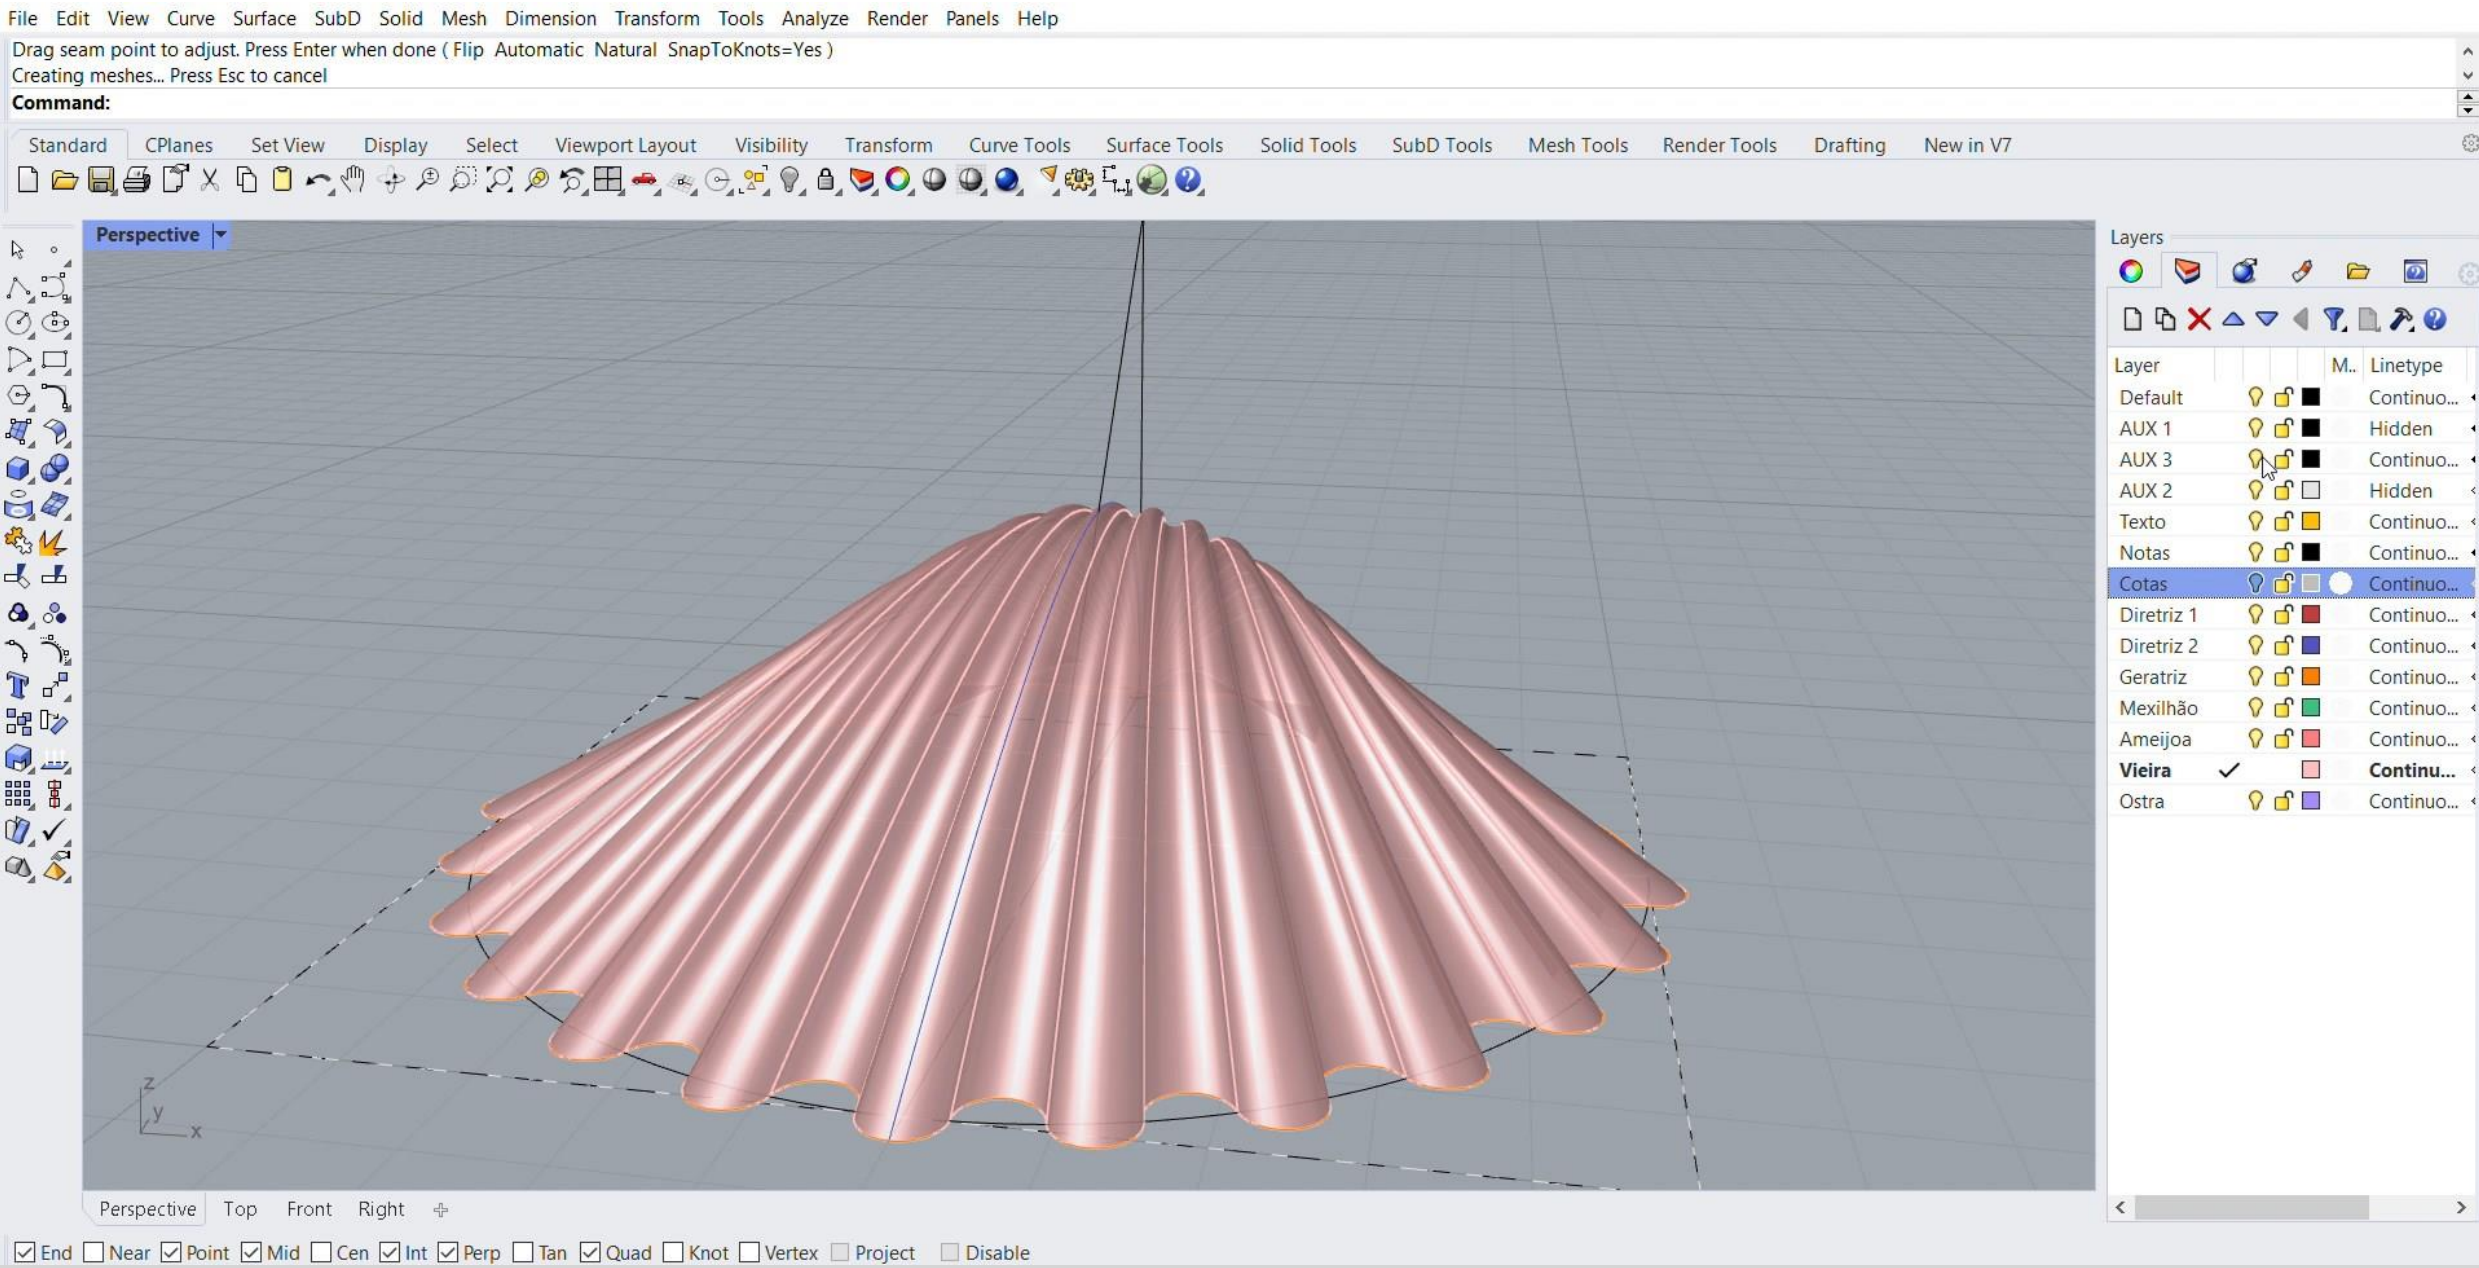 File Edit View Curve Surface SubD Solid Mesh Dimension Transform Tools Analyze Render Panels Help
Drag seam point to adjust. Press Enter when done ( Flip Automatic Natural SnapToKnots=Yes )
Creating meshes... Press Esc to cancel
Command:
Standard CPlanes Set View Display Select Viewport Layout Visibility Transform Curve Tools Surface Tools Solid Tools SubD Tools Mesh Tools Render Tools Drafting New in V7
Perspective
Layers
Layer M.. Linetype
Default Continuo...
AUX 1 Hidden
AUX 3 Continuo...
AUX 2 Hidden
Texto Continuo...
Notas Continuo...
Cotas Continuo...
Diretriz 1 Continuo...
Diretriz 2 Continuo...
Geratriz Continuo...
Mexilhão Continuo...
Ameijoa Continuo...
Vieira Continu...
Ostra Continuo...
z
y
x
Perspective Top Front Right
End Near Point Mid Cen Int Perp Tan Quad Knot Vertex Project Disable